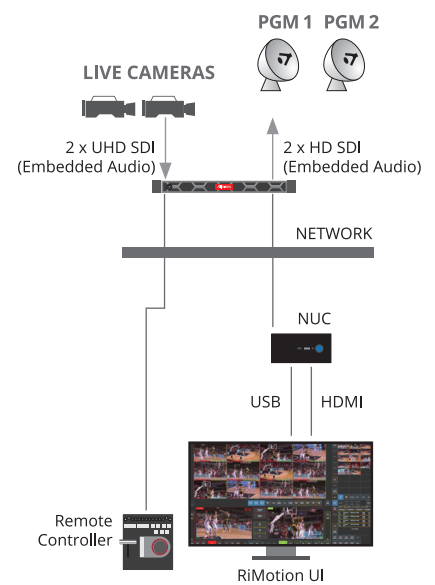 PGM 1 PGM 2
LIVE CAMERAS
2 x UHD SDI
(Embedded Audio)
2 x HD SDI
(Embedded Audio)
NETWORK
NUC
USB
HDMI
Remote
Controller
RiMotion UI